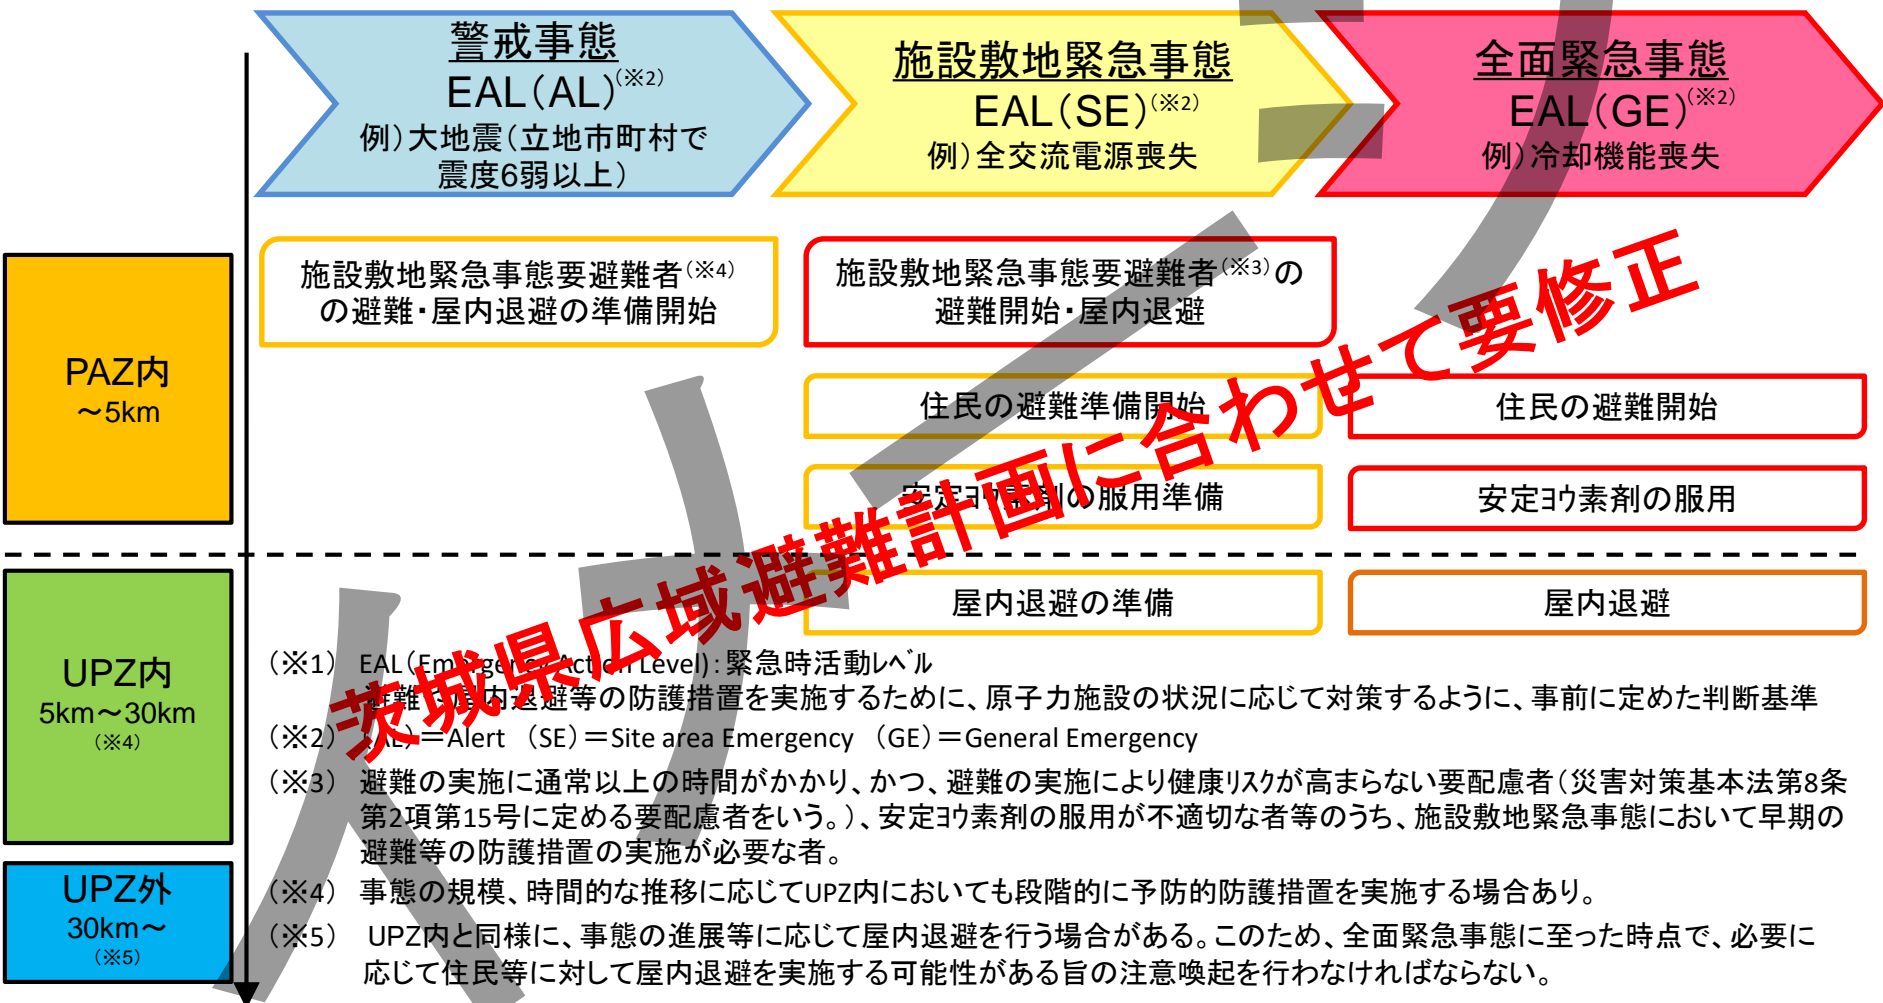 警戒事態
EAL(AL)(※2)
例)大地震(立地市町村で
震度6弱以上)
施設敷地緊急事態
EAL(SE)(※2)
例)全交流電源喪失
全面緊急事態
EAL(GE)(※2)
例)冷却機能喪失
PAZ内
~5km
施設敷地緊急事態要避難者(※4)
の避難・屋内退避の準備開始
施設敷地緊急事態要避難者(※3)の
避難開始・屋内退避
住民の避難準備開始
住民の避難開始
安定ヨウ素剤の服用準備
安定ヨウ素剤の服用
茨城県広域避難計画に合わせて要修正
UPZ内
5km~30km
(※4)
屋内退避の準備
屋内退避
UPZ外
30km~
(※5)
(※1) EAL(Emergency Action Level):緊急時活動レベル
避難や屋内退避等の防護措置を実施するために、原子力施設の状況に応じて対策するように、事前に定めた判断基準
(※2) (AL)=Alert (SE)=Site area Emergency (GE)=General Emergency
(※3) 避難の実施に通常以上の時間がかかり、かつ、避難の実施により健康リスクが高まらない要配慮者(災害対策基本法第8条
第2項第15号に定める要配慮者をいう。)、安定ヨウ素剤の服用が不適切な者等のうち、施設敷地緊急事態において早期の
避難等の防護措置の実施が必要な者。
(※4) 事態の規模、時間的な推移に応じてUPZ内においても段階的に予防的防護措置を実施する場合あり。
(※5) UPZ内と同様に、事態の進展等に応じて屋内退避を行う場合がある。このため、全面緊急事態に至った時点で、必要に
応じて住民等に対して屋内退避を実施する可能性がある旨の注意喚起を行わなければならない。